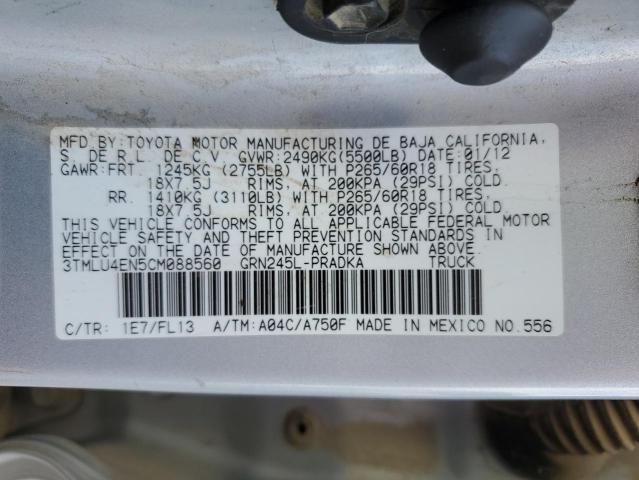 MFD.BY:TOYOTA MOTOR MANUFACTURING DE BAJA CALIFORNIA,
S. DE R.L. DE C.V. GVWR:2490KG(5500LB) DATE:01/12
GAWR:FRT. 1245KG (2755LB) WITH P265/60R18 TIRES,
18X7.5J RIMS, AT 200KPA (29PSI) COLD.
RR. 1410KG (3110LB) WITH P265/60R18 TIRES,
18X7.5J RIMS, AT 200KPA (29PSI) COLD.
THIS VEHICLE CONFORMS TO ALL APPLICABLE FEDERAL MOTOR
VEHICLE SAFETY AND THEFT PREVENTION STANDARDS IN
EFFECT ON THE DATE OF MANUFACTURE SHOWN ABOVE.
3TMLU4EN5CM088560 GRN245L-PRADKA TRUCK
C/TR: 1E7/FL13 A/TM:A04C/A750F MADE IN MEXICO NO.556